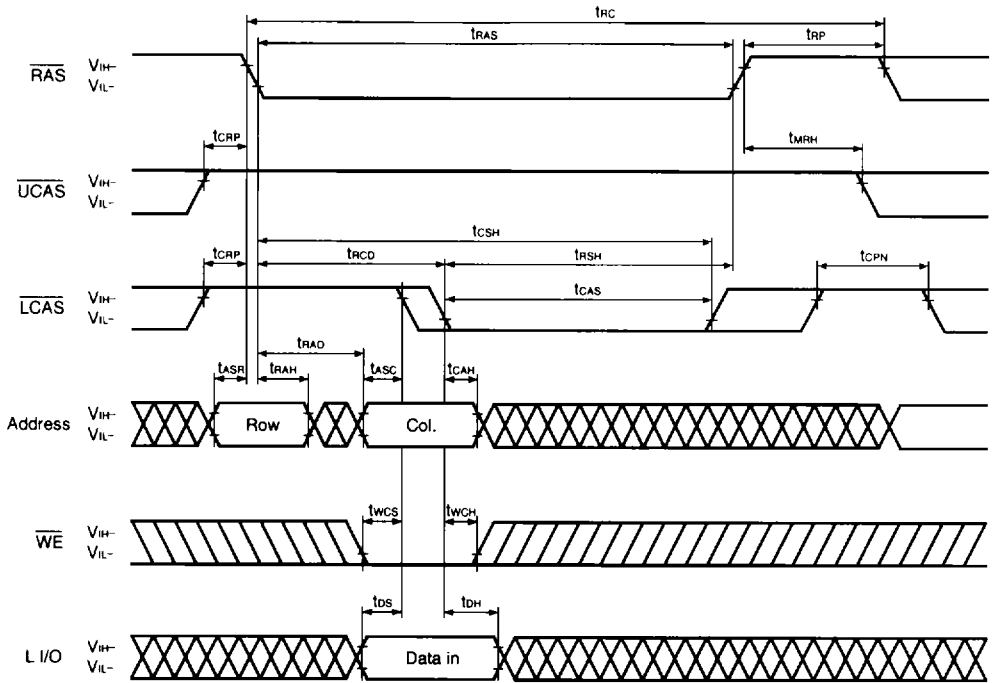 tRC
tRAS
tRP
RAS
VIH–
VIL–
tCRP
tMRH
UCAS
VIH–
VIL–
tCSH
tCRP
tRCD
tRSH
tCPN
LCAS
VIH–
VIL–
tCAS
tRAD
tASR
tRAH
tASC
tCAH
Address
VIH–
VIL–
Row
Col.
WE
VIH–
VIL–
tWCS
tWCH
tDS
tDH
L I/O
VIH–
VIL–
Data in